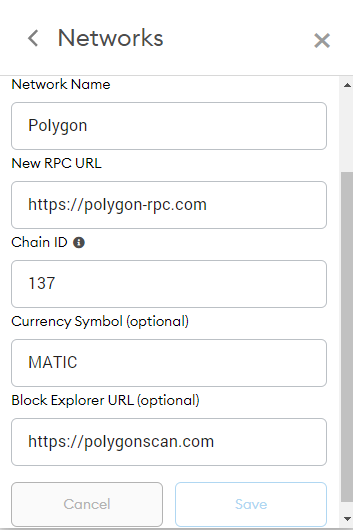 Networks
Network Name
Polygon
New RPC URL
https://polygon-rpc.com
Chain ID
137
Currency Symbol (optional)
MATIC
Block Explorer URL (optional)
https://polygonscan.com
Cancel Save